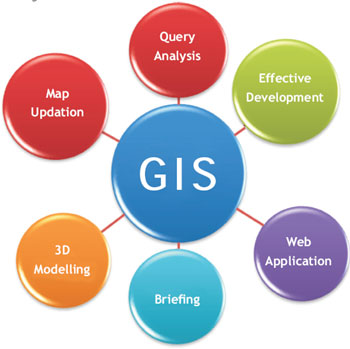 Query
Analysis
Effective
Development
Map
Updation
GIS
Web
Application
3D
Modelling
Briefing